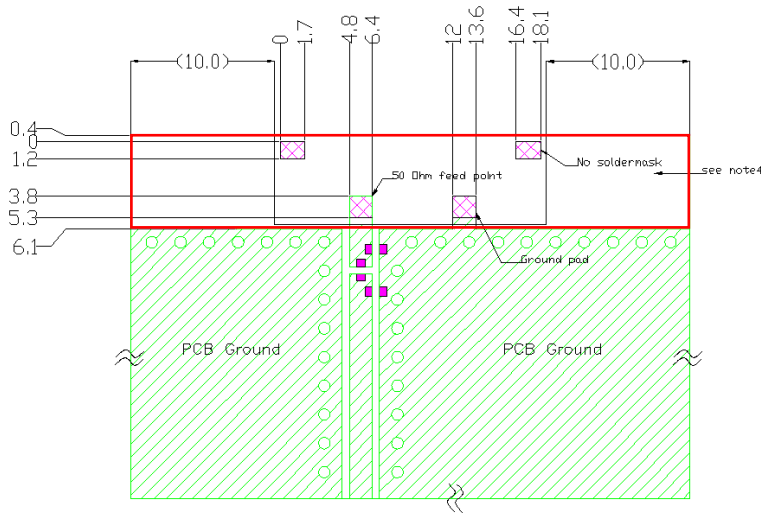 0
1.7
4.8
6.4
12
13.6
16.4
18.1
(10.0)
(10.0)
0.4
0
1.2
No soldermask
see note4
50 Ohm feed point
3.8
5.3
6.1
Ground pad
PCB Ground
PCB Ground